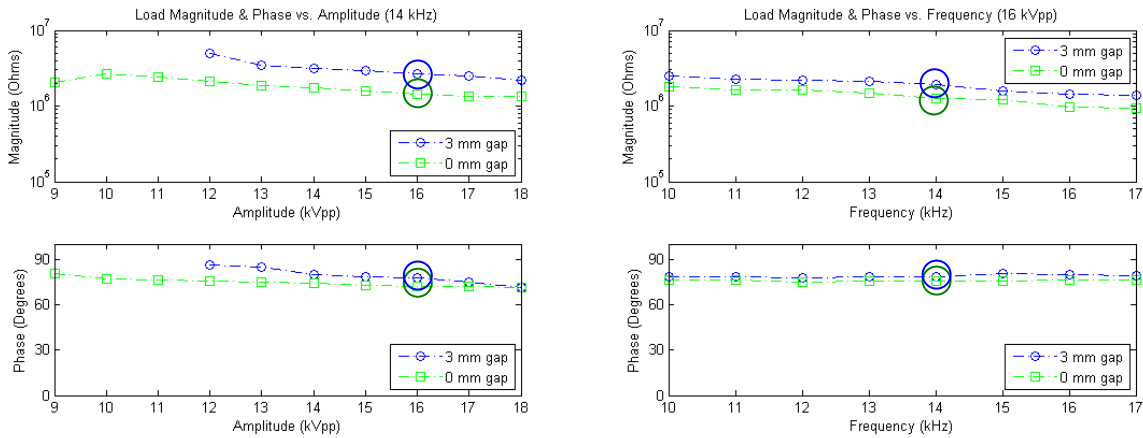 Load Magnitude & Phase vs. Amplitude (14 kHz)
10^7
10^6
10^5
Magnitude (Ohms)
3 mm gap
0 mm gap
9 10 11 12 13 14 15 16 17 18
Amplitude (kVpp)
90
60
30
0
Phase (Degrees)
3 mm gap
0 mm gap
9 10 11 12 13 14 15 16 17 18
Amplitude (kVpp)
Load Magnitude & Phase vs. Frequency (16 kVpp)
10^7
10^6
10^5
Magnitude (Ohms)
3 mm gap
0 mm gap
10 11 12 13 14 15 16 17
Frequency (kHz)
90
60
30
0
Phase (Degrees)
3 mm gap
0 mm gap
10 11 12 13 14 15 16 17
Frequency (kHz)